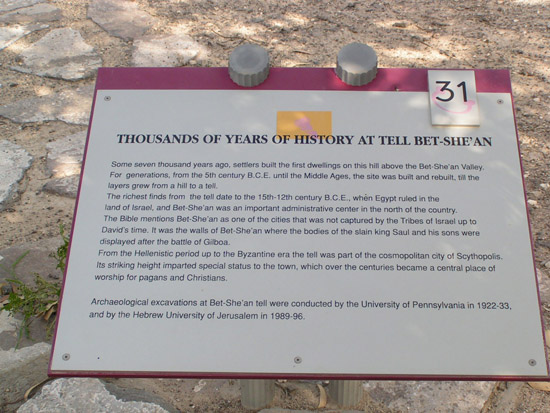 31
THOUSANDS OF YEARS OF HISTORY AT TELL BET-SHE'AN
Some seven thousand years ago, settlers built the first dwellings on this hill above the Bet-She'an Valley.
For generations, from the 5th century B.C.E. until the Middle Ages, the site was built and rebuilt, till the
layers grew from a hill to a tell.
The richest finds from the tell date to the 15th-12th century B.C.E., when Egypt ruled in the
land of Israel, and Bet-She'an was an important administrative center in the north of the country.
The Bible mentions Bet-She'an as one of the cities that was not captured by the Tribes of Israel up to
David's time. It was the walls of Bet-She'an where the bodies of the slain king Saul and his sons were
displayed after the battle of Gilboa.
From the Hellenistic period up to the Byzantine era the tell was part of the cosmopolitan city of Scythopolis.
Its striking height imparted special status to the town, which over the centuries became a central place of
worship for pagans and Christians.
Archaeological excavations at Bet-She'an tell were conducted by the University of Pennsylvania in 1922-33,
and by the Hebrew University of Jerusalem in 1989-96.